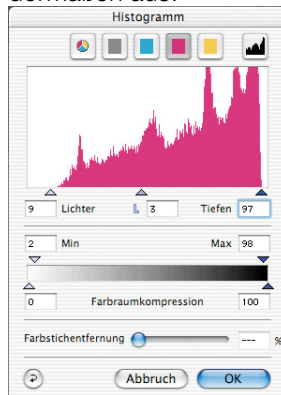 Histogramm
9 Lichter L 3 Tiefen 97
2 Min Max 98
0 Farbraumkompression 100
Farbstichentfernung --- %
Abbruch OK